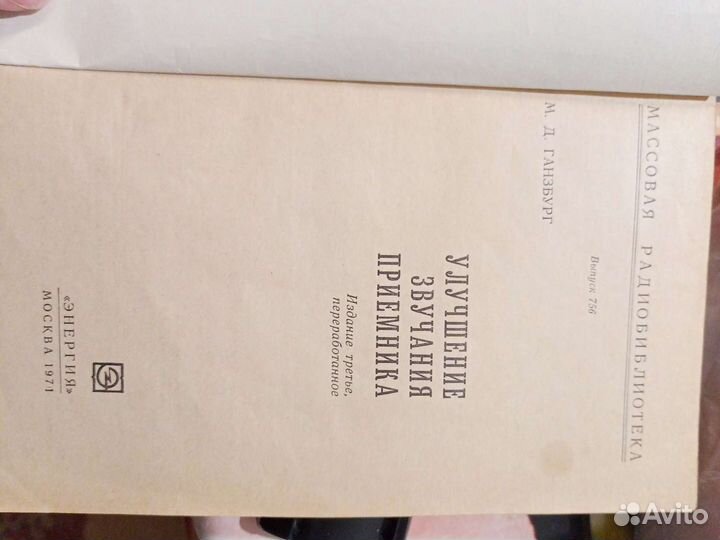 МАССОВАЯ РАДИОБИБЛИОТЕКА
Выпуск 756
М. Д. ГАНЗБУРГ
УЛУЧШЕНИЕ
ЗВУЧАНИЯ
ПРИЕМНИКА
Издание третье,
переработанное
«ЭНЕРГИЯ»
МОСКВА 1971
Avito